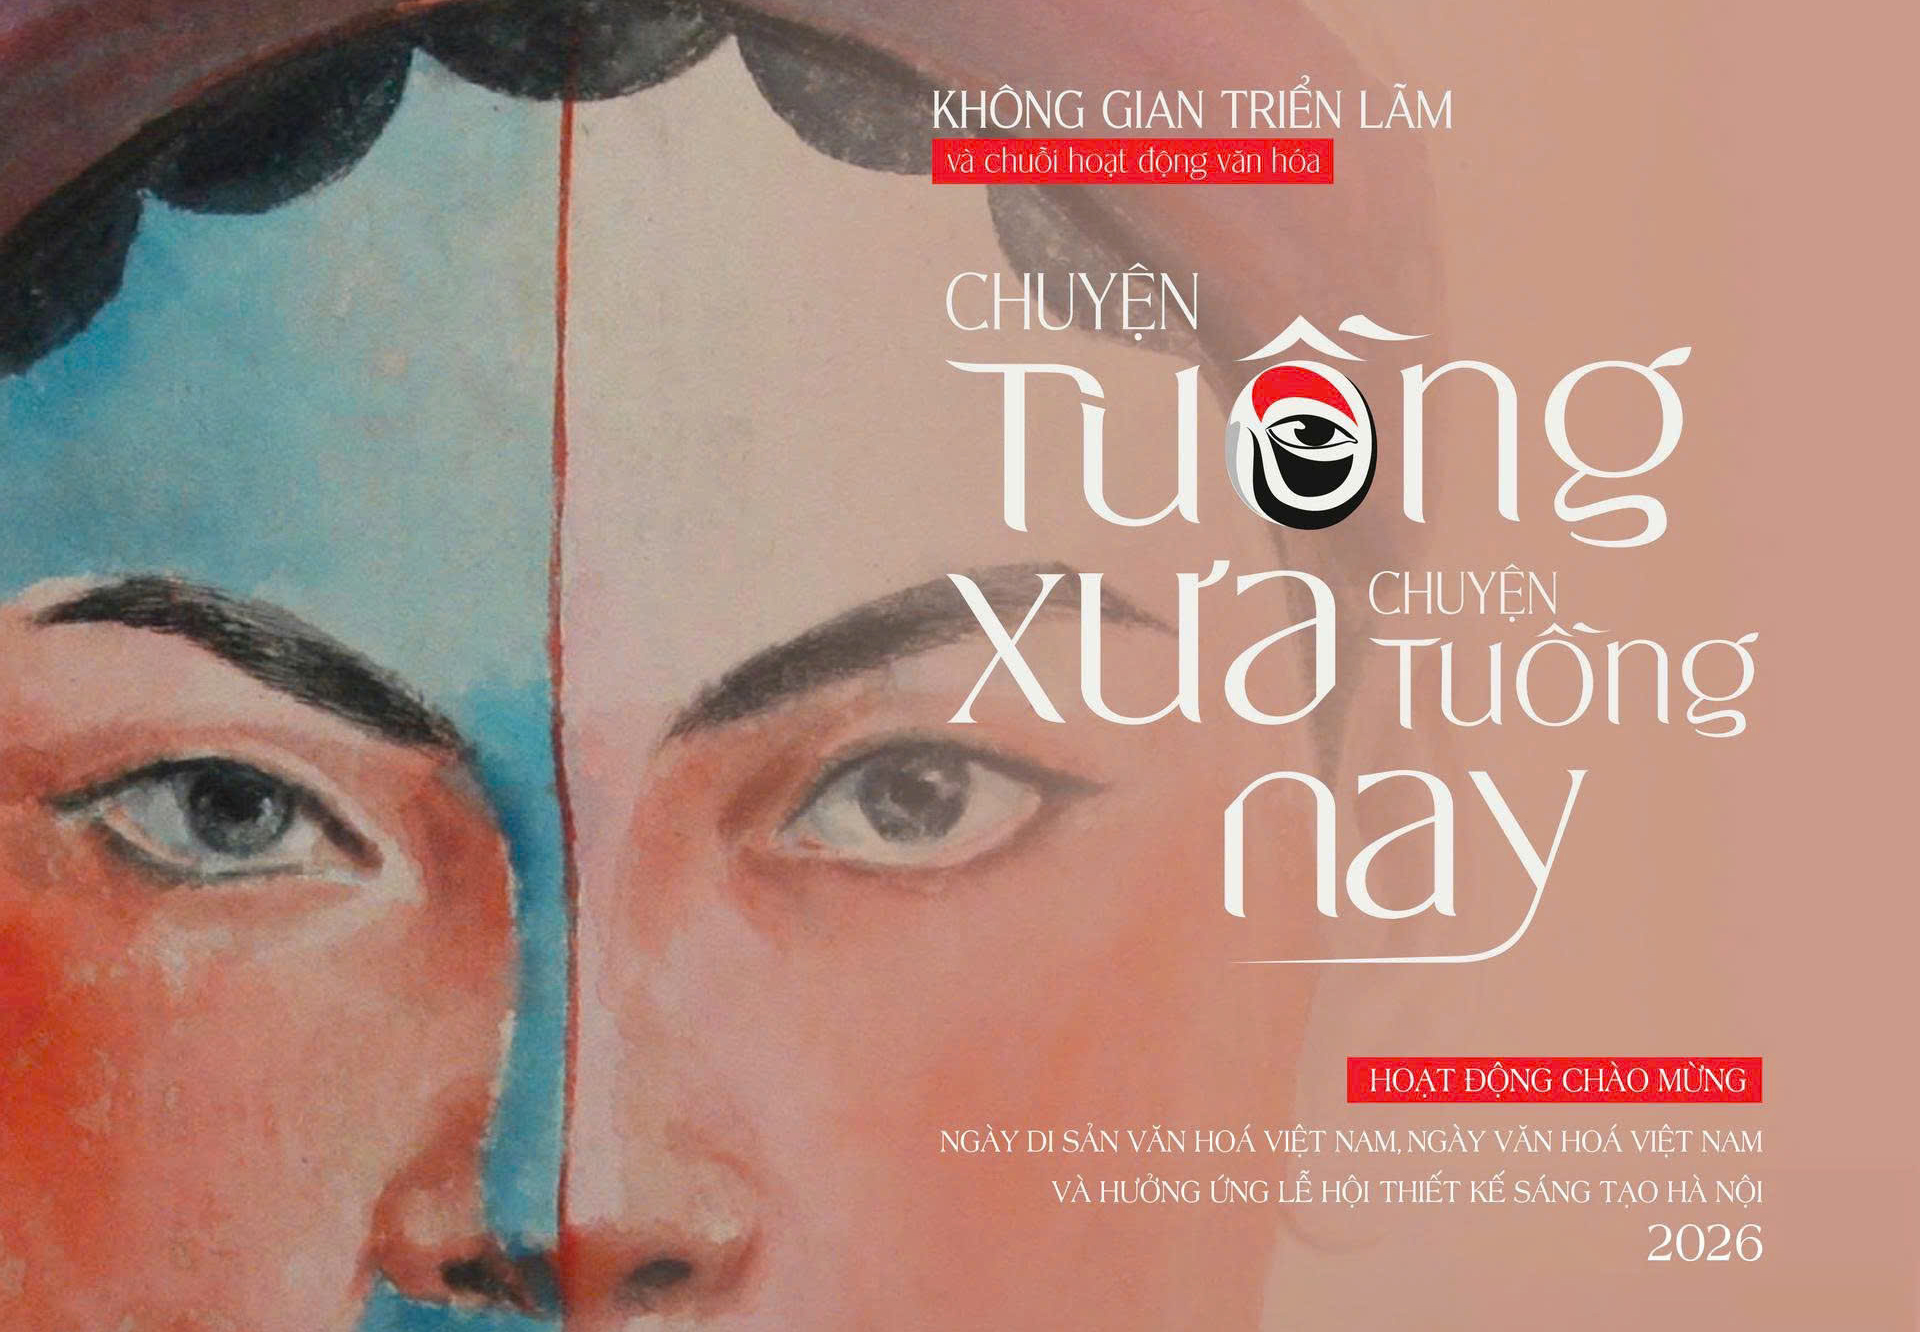 KHÔNG GIAN TRIỂN LÃM
và chuỗi hoạt động văn hóa
CHUYỆN
Tuồng
xưa
CHUYỆN
Tuồng
nay
HOẠT ĐỘNG CHÀO MỪNG
NGÀY DI SẢN VĂN HOÁ VIỆT NAM, NGÀY VĂN HOÁ VIỆT NAM
VÀ HƯỞNG ỨNG LỄ HỘI THIẾT KẾ SÁNG TẠO HÀ NỘI
2026